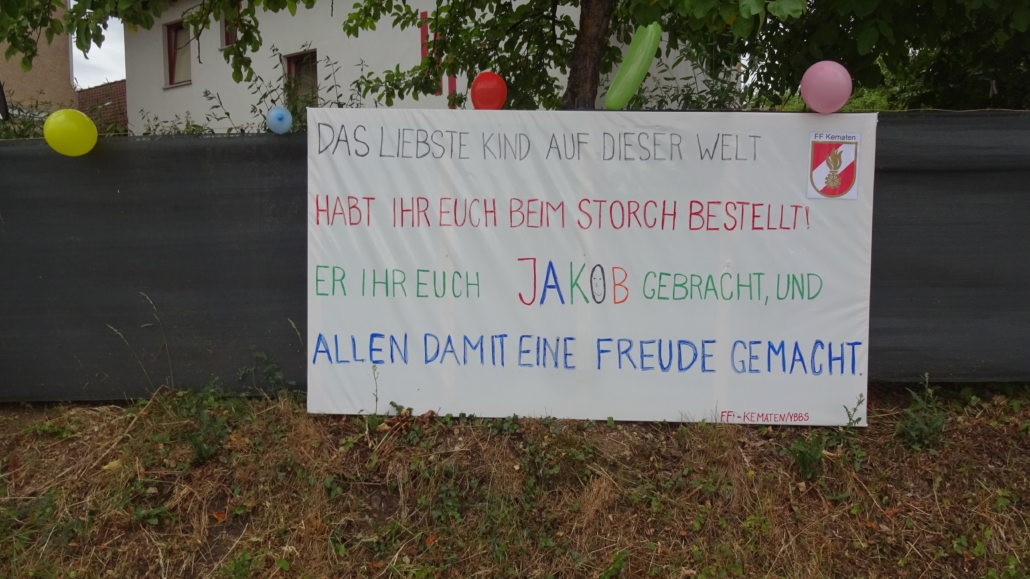 FF Kematen
DAS LIEBSTE KIND AUF DIESER WELT
HABT IHR EUCH BEIM STORCH BESTELLT!
ER IHR EUCH JAKOB GEBRACHT, UND
ALLEN DAMIT EINE FREUDE GEMACHT.
FF-KEMATEN/YBBS